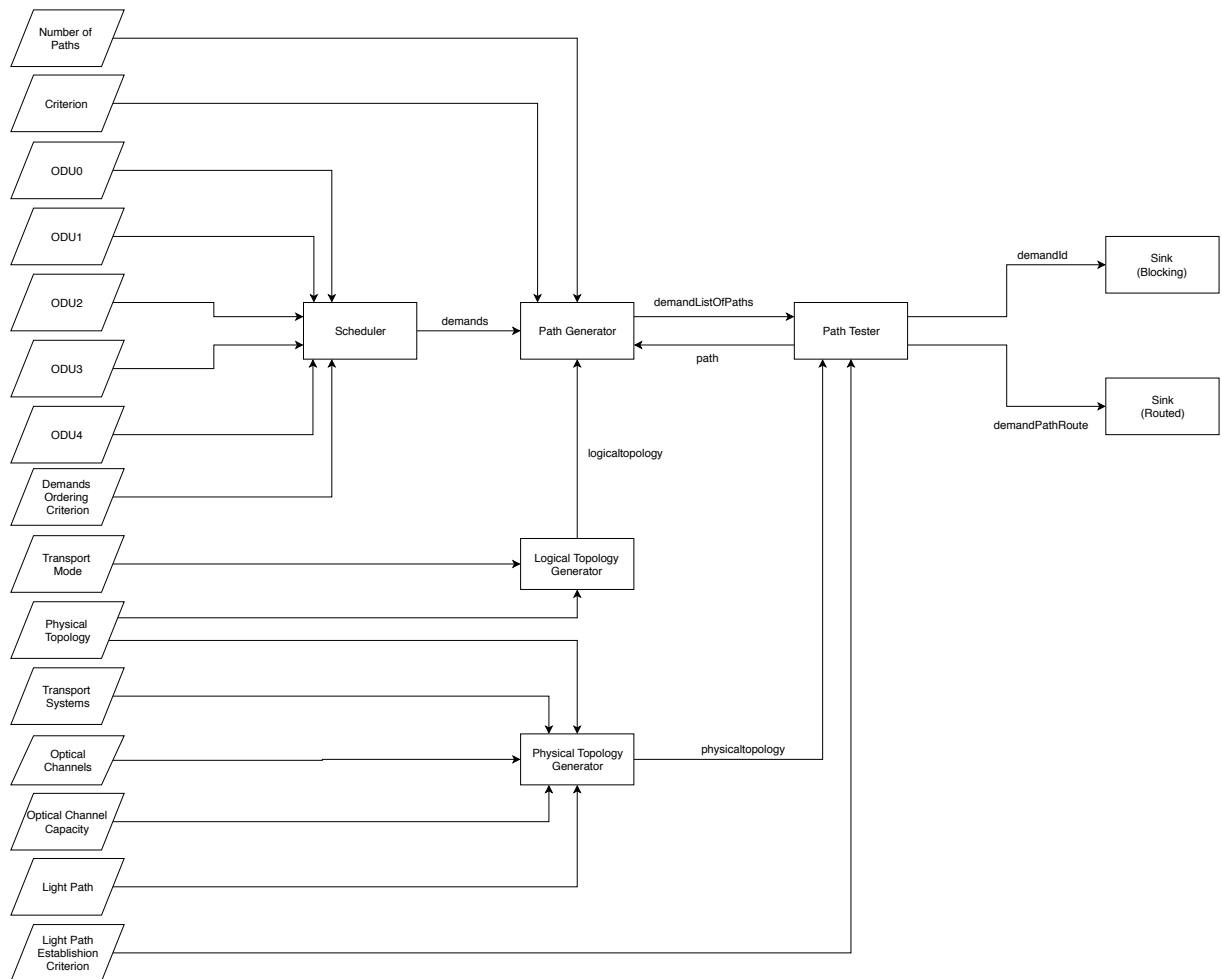 Number of
Paths
Criterion
ODU0
ODU1
ODU2
ODU3
ODU4
Demands
Ordering
Criterion
Transport
Mode
Physical
Topology
Transport
Systems
Optical
Channels
Optical Channel
Capacity
Light Path
Light Path
Establishion
Criterion
Scheduler
demands
Path Generator
demandListOfPaths
path
Path Tester
demandId
Sink
(Blocking)
Sink
(Routed)
demandPathRoute
logicaltopology
Logical Topology
Generator
Physical Topology
Generator
physicaltopology